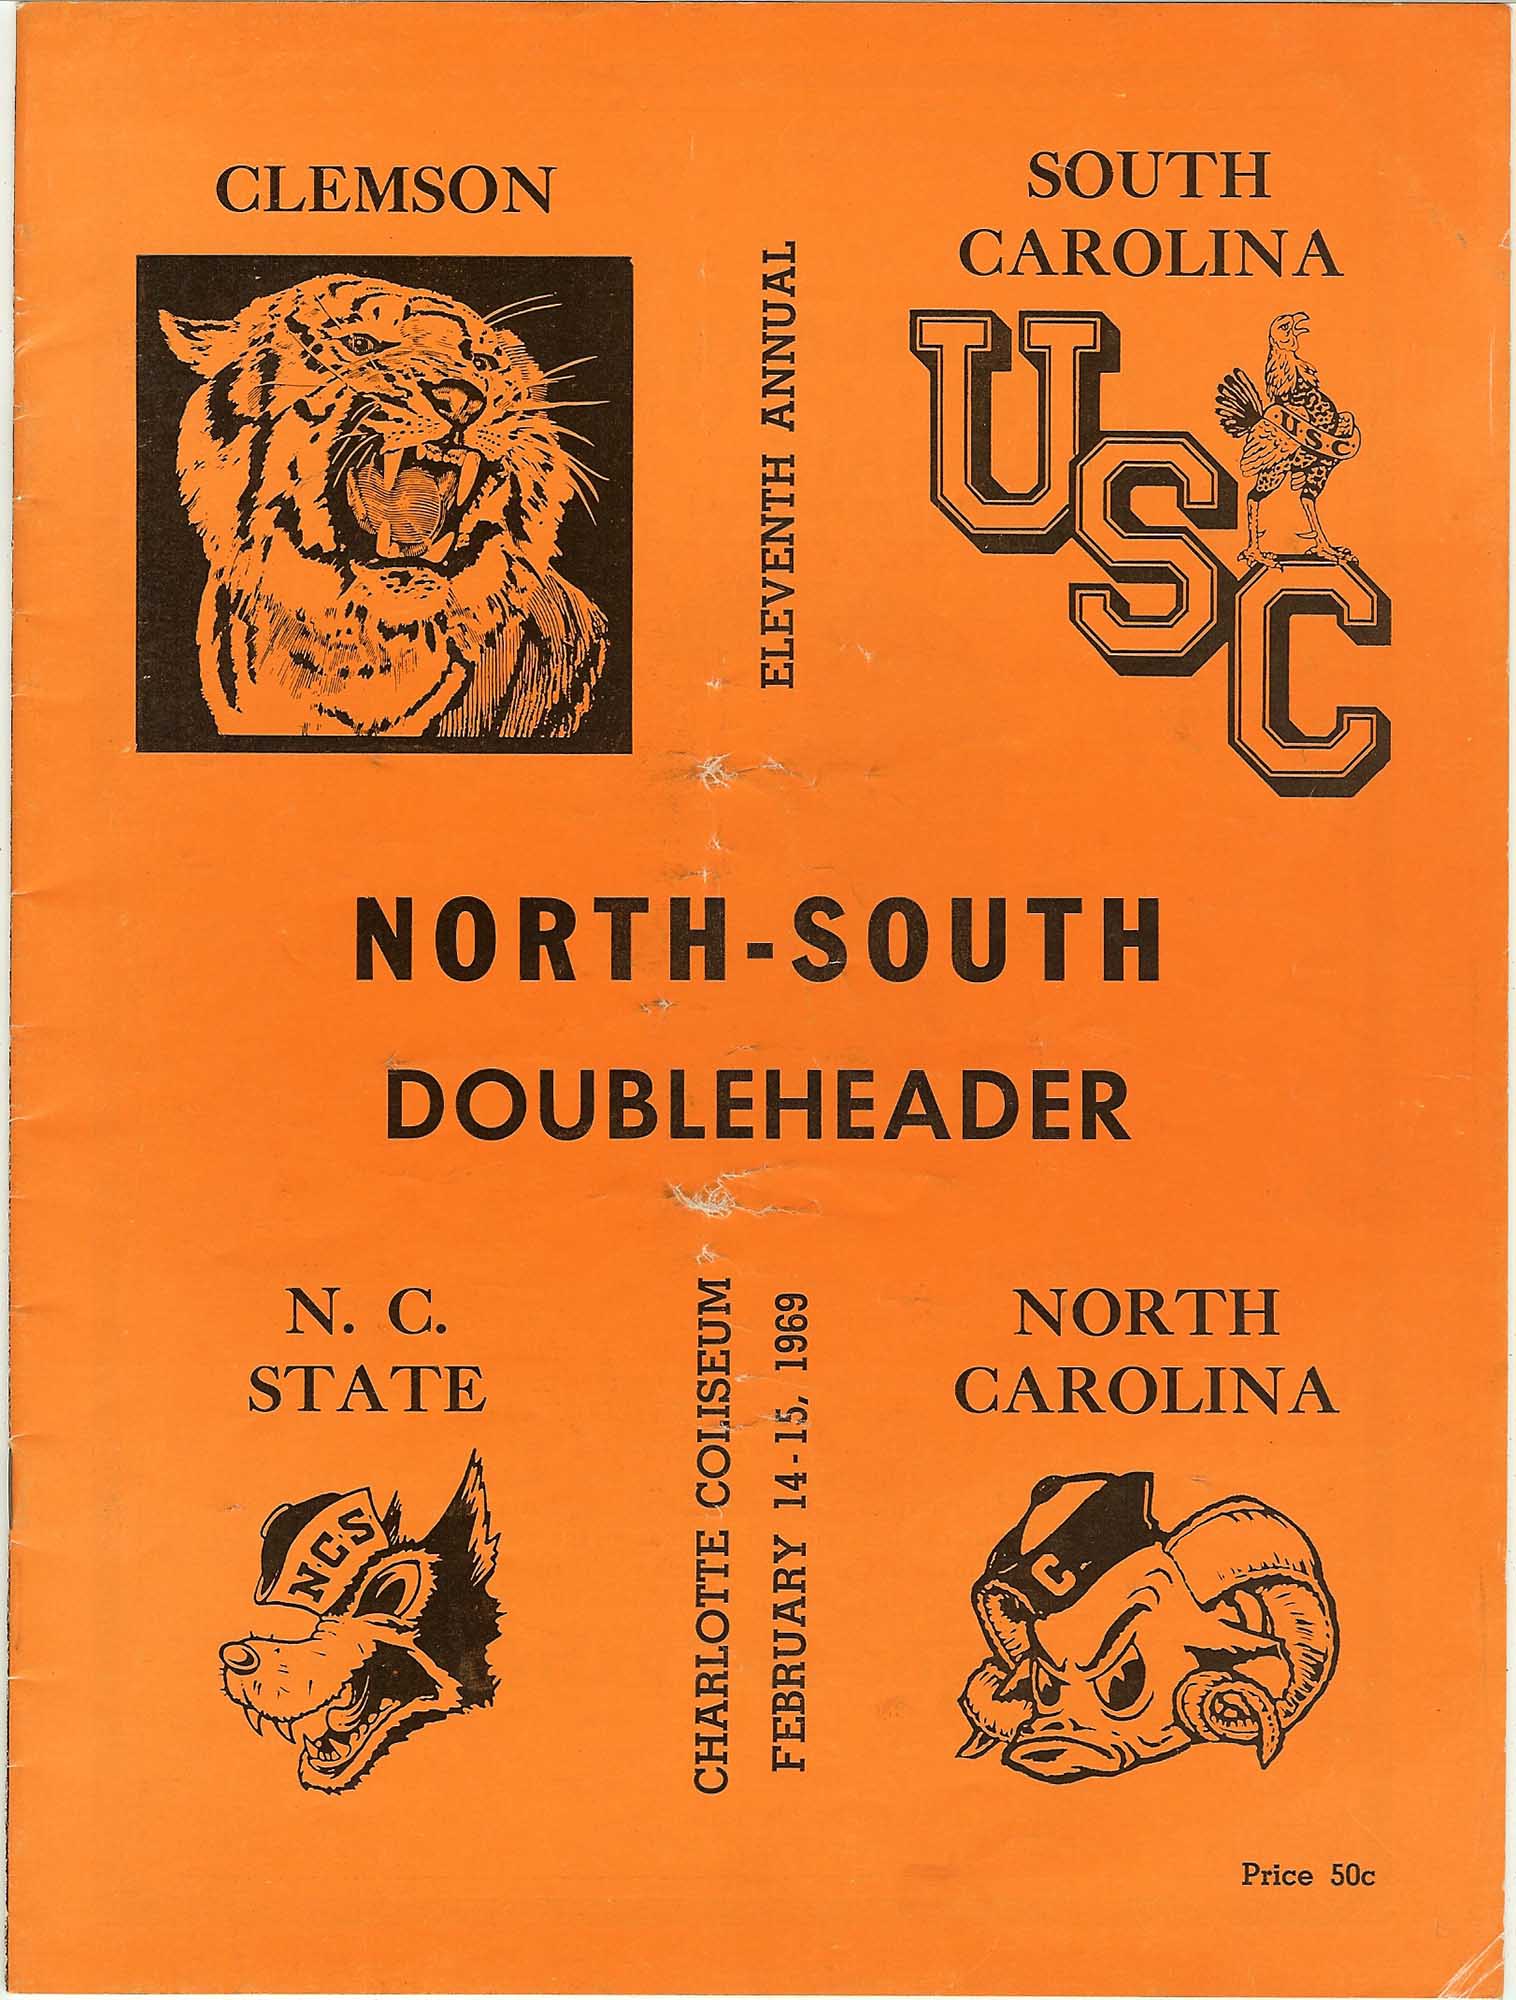 CLEMSON
SOUTH
CAROLINA
ELEVENTH ANNUAL
USC
U.S.C.
NORTH-SOUTH
DOUBLEHEADER
N. C.
STATE
NCS
CHARLOTTE COLISEUM
FEBRUARY 14-15, 1969
NORTH
CAROLINA
C
Price 50c